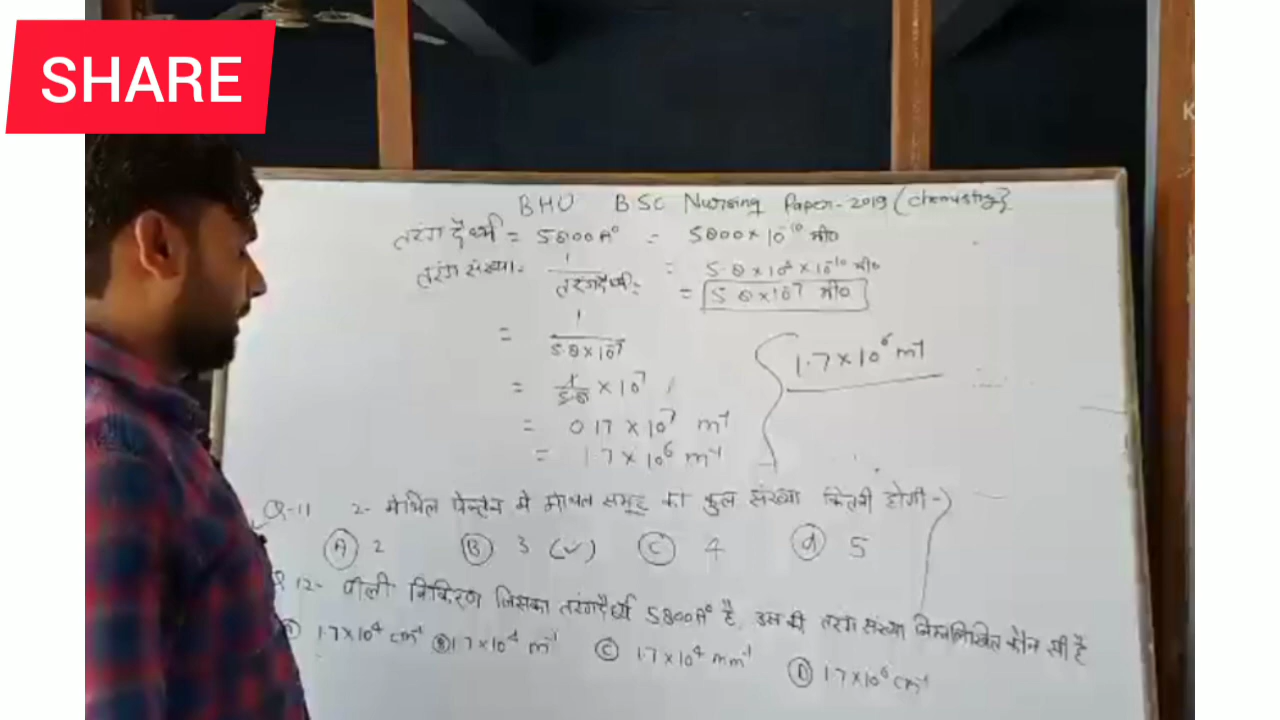 SHARE
K
BHU BSC Nursing Paper-2019 (chemistry)
तरंग दैर्ध्य = 5800A° = 5800×10⁻¹⁰ मी०
तरंग संख्या = 1/तरंगदैर्ध्य = 5.8×10³×10⁻¹⁰ मी०
= 5.8×10⁻⁷ मी०
= 1/5.8×10⁻⁷
1.7×10⁶ m⁻¹
= 1/5.8 ×10⁷
= 0.17 × 10⁷ m⁻¹
= 1.7 × 10⁶ m⁻¹
Q-11 2- मेथिल पेन्टेन में मेथिल समूह की कुल संख्या कितनी होगी-
(A) 2 (B) 3 (✓) (C) 4 (d) 5
Q.12- पीली विकिरण जिसका तरंगदैर्ध्य 5800A° है, उसकी तरंग संख्या निम्नलिखित कौन सी है
(A) 1.7×10⁴ cm⁻¹ (B) 1.7×10⁻⁴ m⁻¹ (C) 1.7×10⁴ mm⁻¹ (D) 1.7×10⁶ cm⁻¹